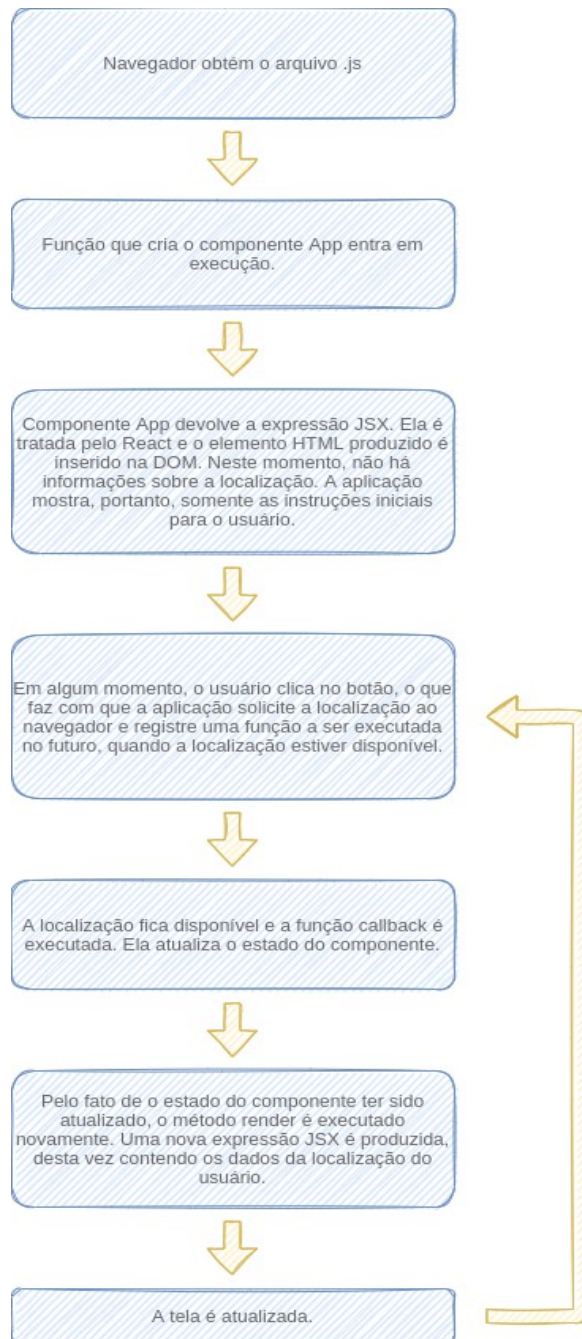 Navegador obtém o arquivo .js
Função que cria o componente App entra em
execução.
Componente App devolve a expressão JSX. Ela é
tratada pelo React e o elemento HTML produzido é
inserido na DOM. Neste momento, não há
informações sobre a localização. A aplicação
mostra, portanto, somente as instruções iniciais
para o usuário.
Em algum momento, o usuário clica no botão, o que
faz com que a aplicação solicite a localização ao
navegador e registre uma função a ser executada
no futuro, quando a localização estiver disponível.
A localização fica disponível e a função callback é
executada. Ela atualiza o estado do componente.
Pelo fato de o estado do componente ter sido
atualizado, o método render é executado
novamente. Uma nova expressão JSX é produzida,
desta vez contendo os dados da localização do
usuário.
A tela é atualizada.